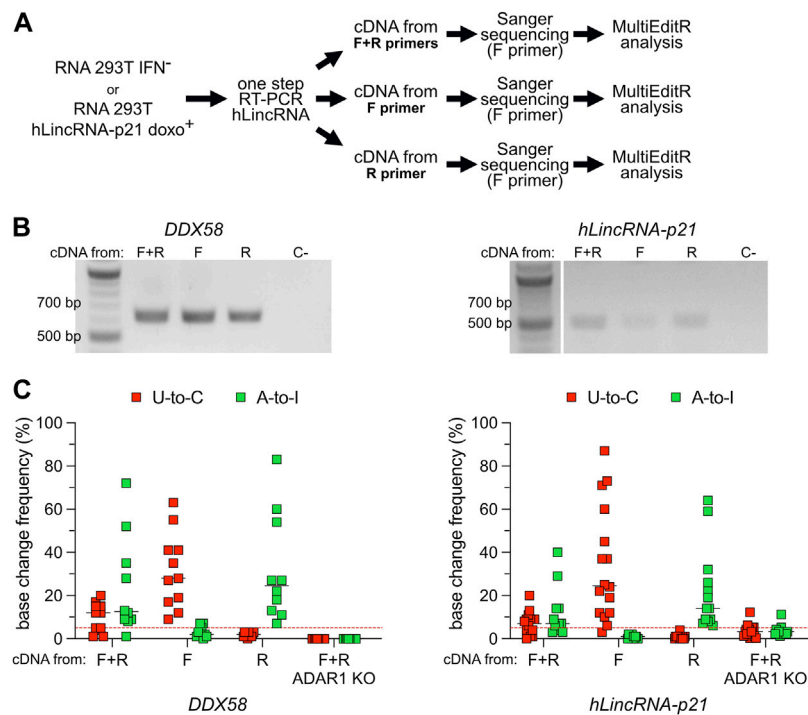 A
RNA 293T IFN-
or
RNA 293T
hLincRNA-p21 doxo+
one step
RT-PCR
hLincRNA
cDNA from
F+R primers
Sanger
sequencing
(F primer)
MultiEditR
analysis
cDNA from
F primer
Sanger
sequencing
(F primer)
MultiEditR
analysis
cDNA from
R primer
Sanger
sequencing
(F primer)
MultiEditR
analysis
B
DDX58
cDNA from: F+R F R C-
700 bp
500 bp
hLincRNA-p21
cDNA from: F+R F R C-
700 bp
500 bp
C
U-to-C A-to-I
base change frequency (%)
100
80
60
40
20
0
cDNA from: F+R F R F+R
ADAR1 KO
DDX58
U-to-C A-to-I
base change frequency (%)
100
80
60
40
20
0
cDNA from: F+R F R F+R
ADAR1 KO
hLincRNA-p21